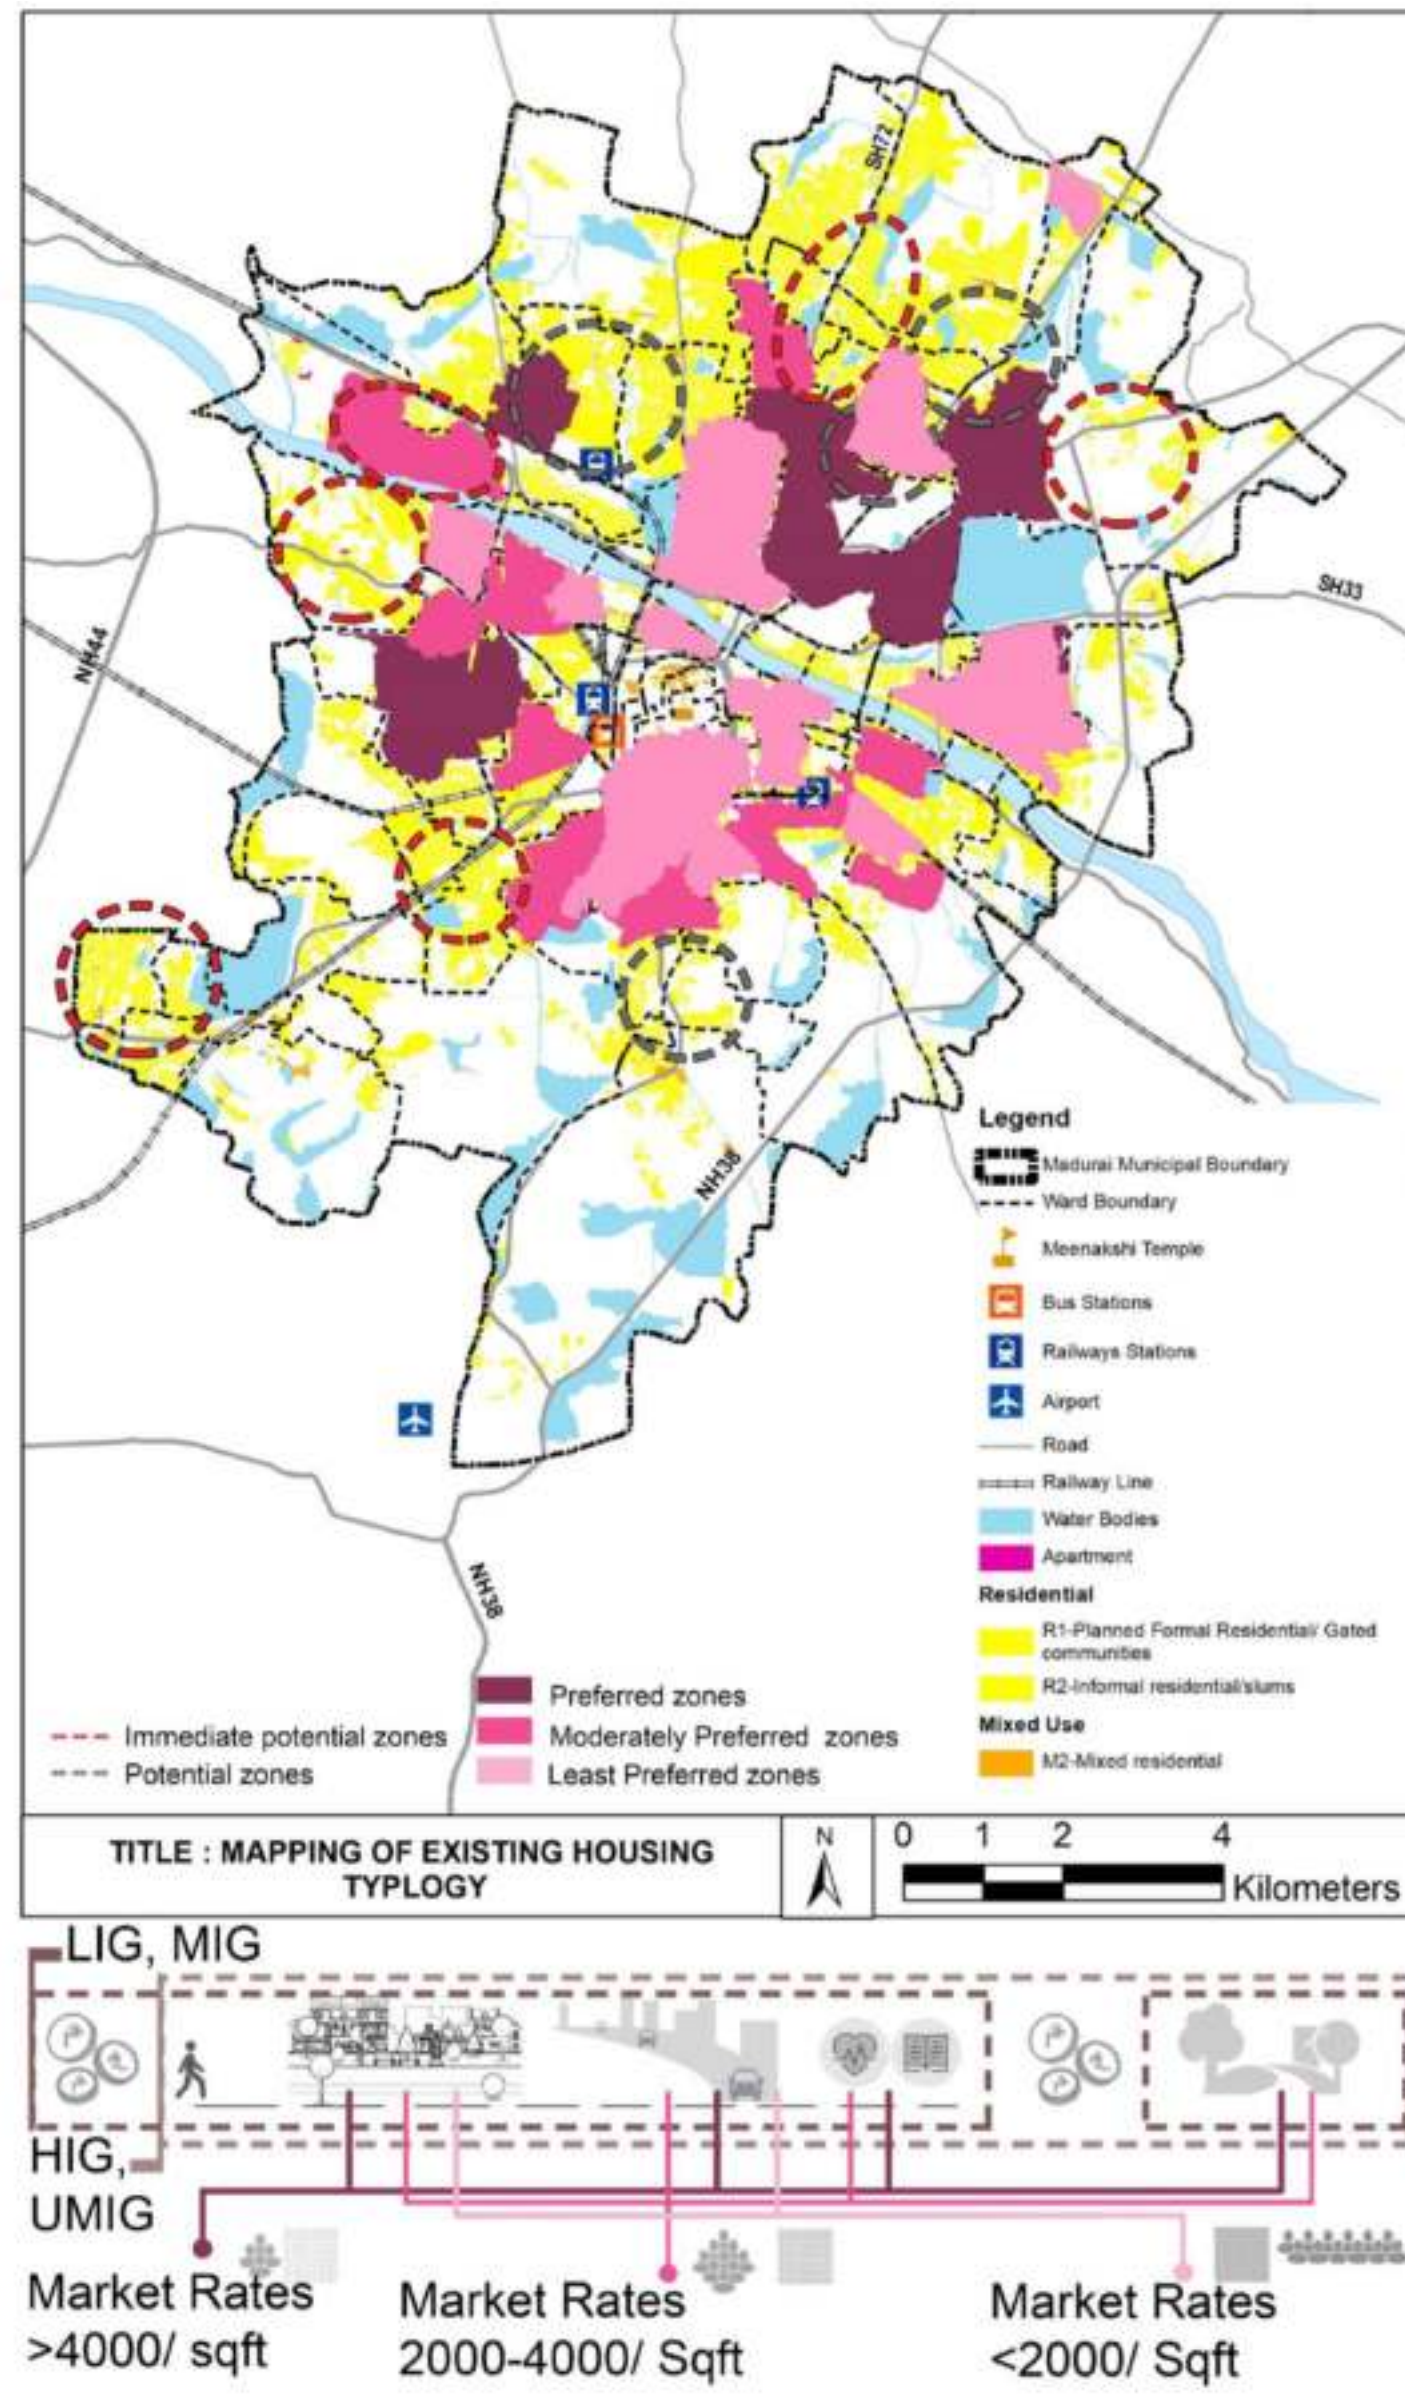 SH72
SH33
NH44
NH38
NH38
Legend
Madurai Municipal Boundary
Ward Boundary
Meenakshi Temple
Bus Stations
Railways Stations
Airport
Road
Railway Line
Water Bodies
Apartment
Residential
R1-Planned Formal Residential/ Gated
communities
R2-Informal residential/slums
Mixed Use
M2-Mixed residential
Preferred zones
Moderately Preferred zones
Least Preferred zones
Immediate potential zones
Potential zones
TITLE : MAPPING OF EXISTING HOUSING
TYPLOGY
N
0 1 2 4
Kilometers
LIG, MIG
HIG,
UMIG
Market Rates
>4000/ sqft
Market Rates
2000-4000/ Sqft
Market Rates
<2000/ Sqft